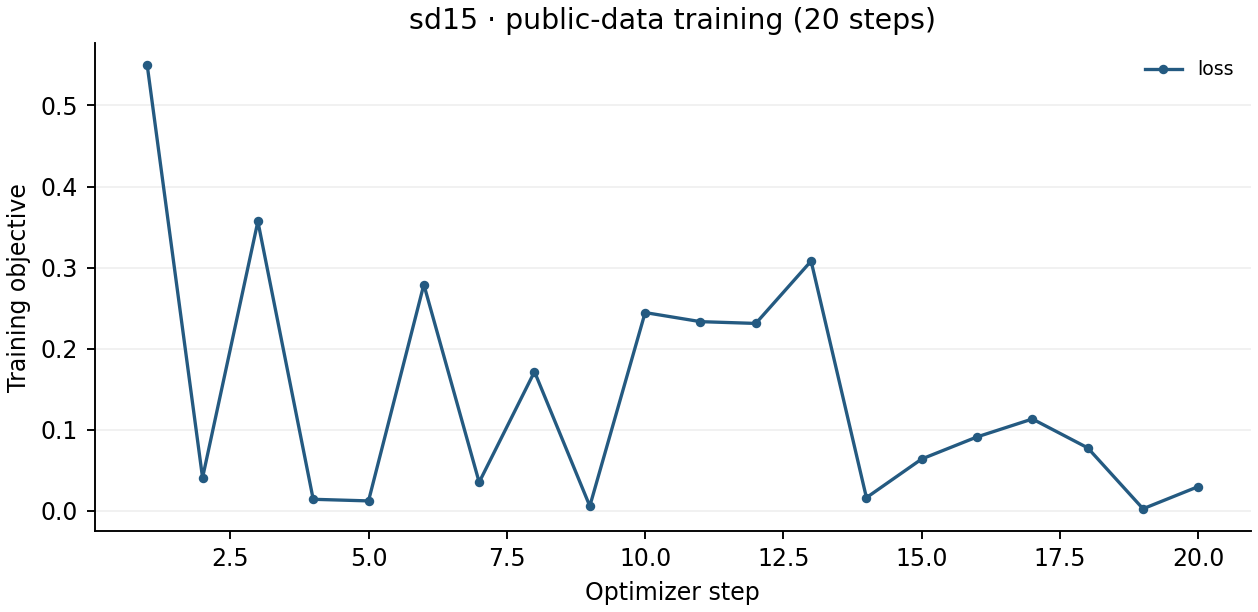 sd15 · public-data training (20 steps)
loss
Training objective
0.5
0.4
0.3
0.2
0.1
0.0
2.5 5.0 7.5 10.0 12.5 15.0 17.5 20.0
Optimizer step